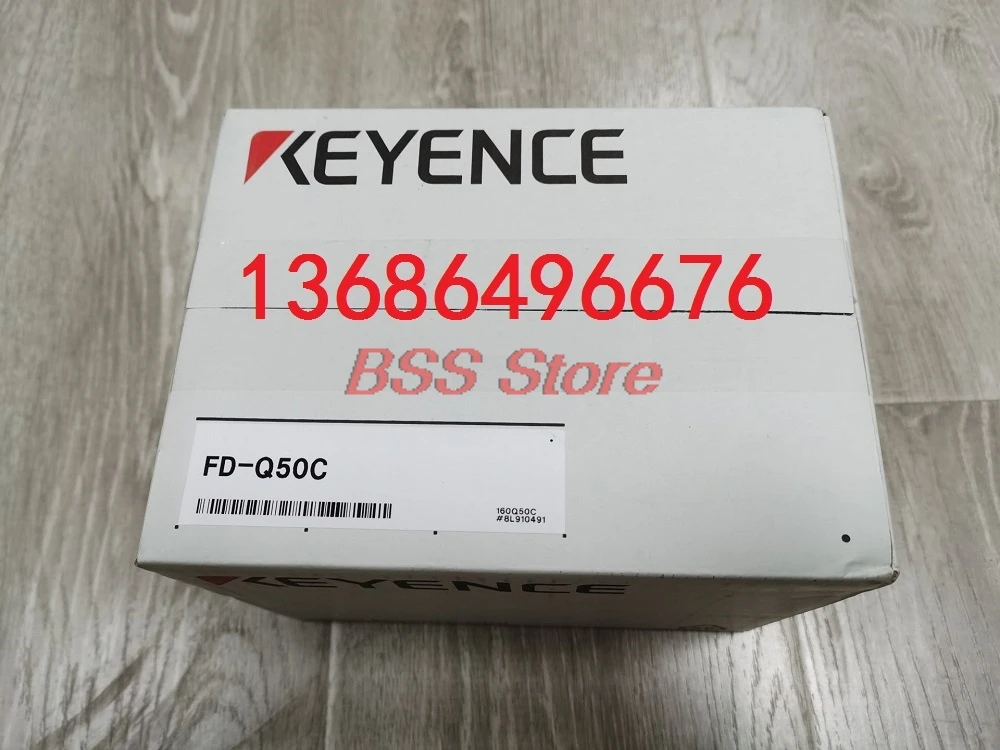 KEYENCE
13686496676
BSS Store
FD-Q50C
160Q50C
#8L910491
KEYENCE